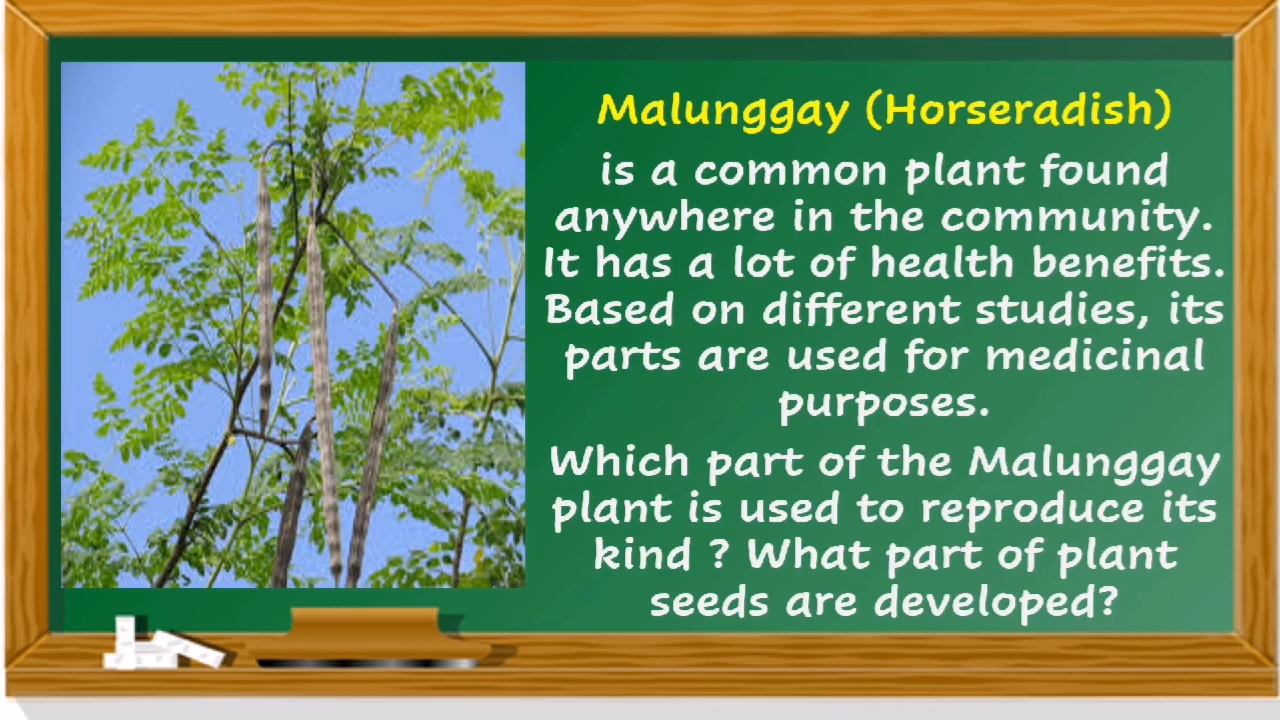 Malunggay (Horseradish)
is a common plant found
anywhere in the community.
It has a lot of health benefits.
Based on different studies, its
parts are used for medicinal
purposes.
Which part of the Malunggay
plant is used to reproduce its
kind ? What part of plant
seeds are developed?